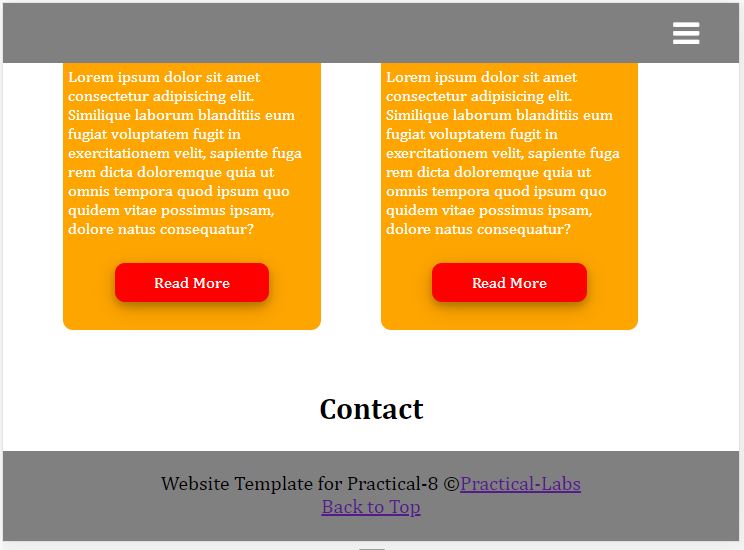 Lorem ipsum dolor sit amet
consectetur adipisicing elit.
Similique laborum blanditiis eum
fugiat voluptatem fugit in
exercitationem velit, sapiente fuga
rem dicta doloremque quia ut
omnis tempora quod ipsum quo
quidem vitae possimus ipsam,
dolore natus consequatur?
Read More
Lorem ipsum dolor sit amet
consectetur adipisicing elit.
Similique laborum blanditiis eum
fugiat voluptatem fugit in
exercitationem velit, sapiente fuga
rem dicta doloremque quia ut
omnis tempora quod ipsum quo
quidem vitae possimus ipsam,
dolore natus consequatur?
Read More
Contact
Website Template for Practical-8 ©Practical-Labs
Back to Top